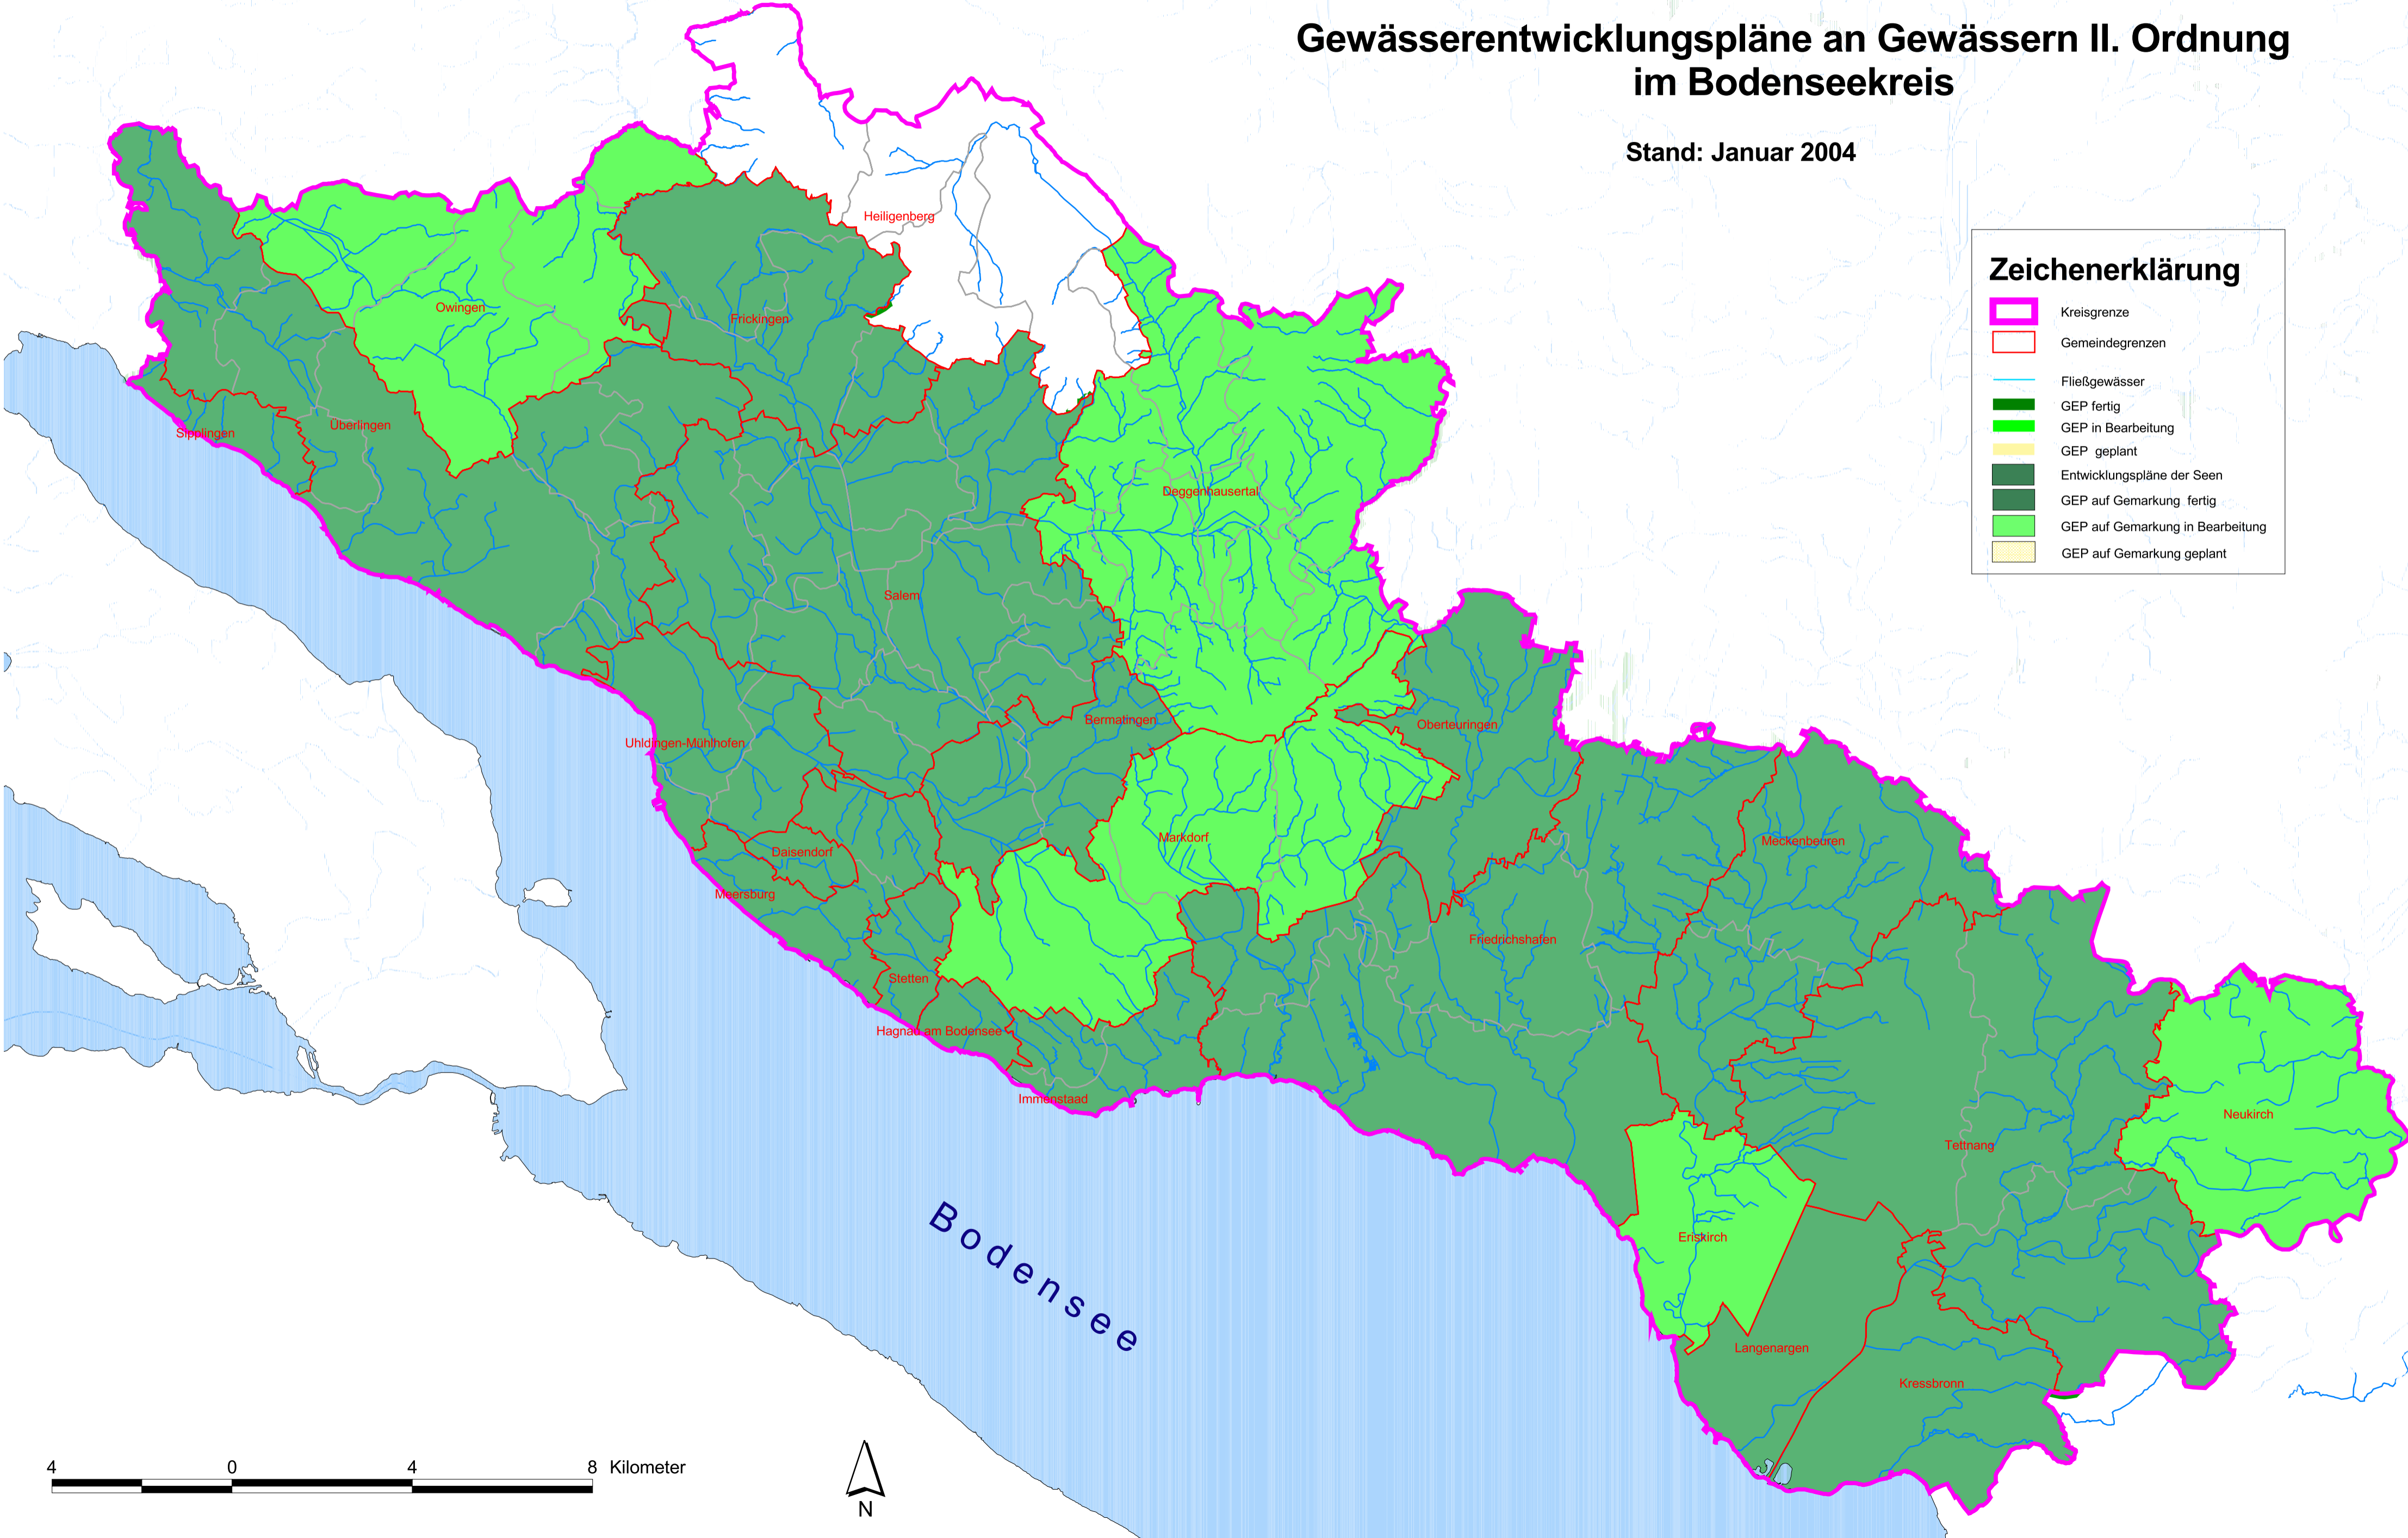 Gewässerentwicklungspläne an Gewässern II. Ordnung
im Bodenseekreis
Stand: Januar 2004
Zeichenerklärung
Kreisgrenze
Gemeindegrenzen
Fließgewässer
GEP fertig
GEP in Bearbeitung
GEP geplant
Entwicklungspläne der Seen
GEP auf Gemarkung fertig
GEP auf Gemarkung in Bearbeitung
GEP auf Gemarkung geplant
Heiligenberg
Owingen
Frickingen
Überlingen
Sipplingen
Deggenhausertal
Salem
Bermatingen
Oberteuringen
Uhldingen-Mühlhofen
Markdorf
Meckenbeuren
Daisendorf
Meersburg
Friedrichshafen
Stetten
Hagnau am Bodensee
Immenstaad
Neukirch
Tettnang
Eriskirch
Langenargen
Kressbronn
Bodensee
4 0 4 8 Kilometer
N